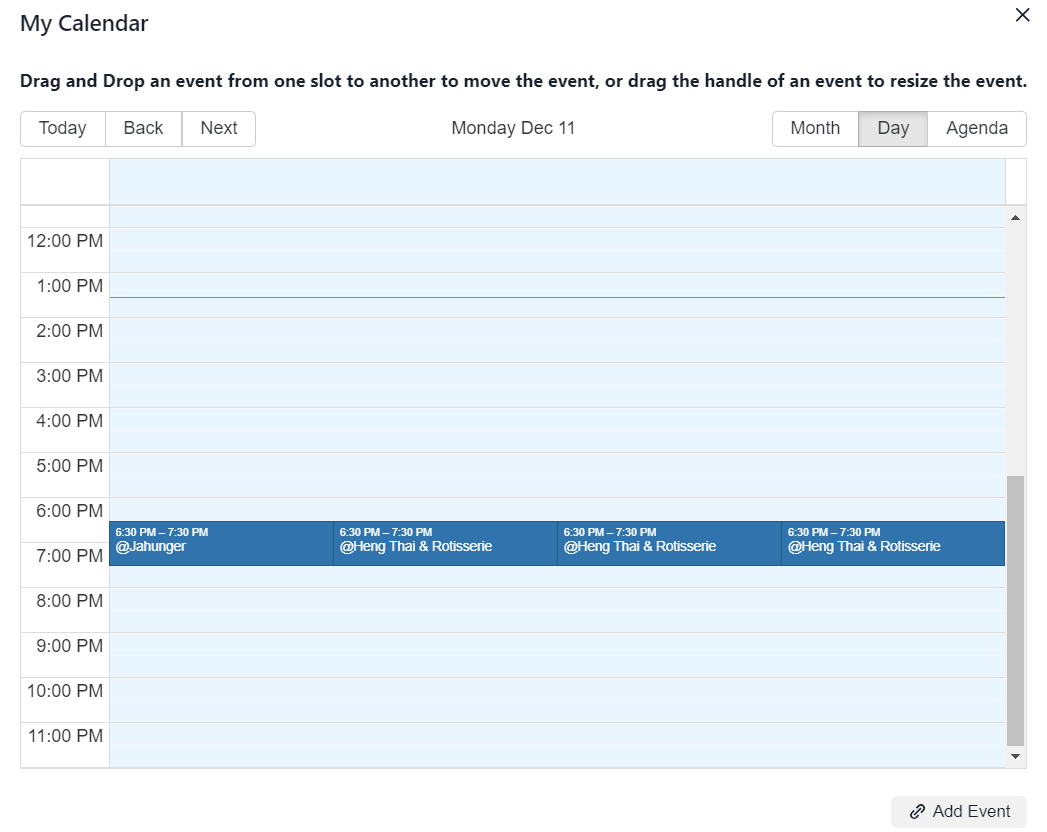 My Calendar
Drag and Drop an event from one slot to another to move the event, or drag the handle of an event to resize the event.
Today Back Next Monday Dec 11 Month Day Agenda
12:00 PM
1:00 PM
2:00 PM
3:00 PM
4:00 PM
5:00 PM
6:00 PM
6:30 PM – 7:30 PM 6:30 PM – 7:30 PM 6:30 PM – 7:30 PM 6:30 PM – 7:30 PM
@Jahunger @Heng Thai & Rotisserie @Heng Thai & Rotisserie @Heng Thai & Rotisserie
7:00 PM
8:00 PM
9:00 PM
10:00 PM
11:00 PM
Add Event